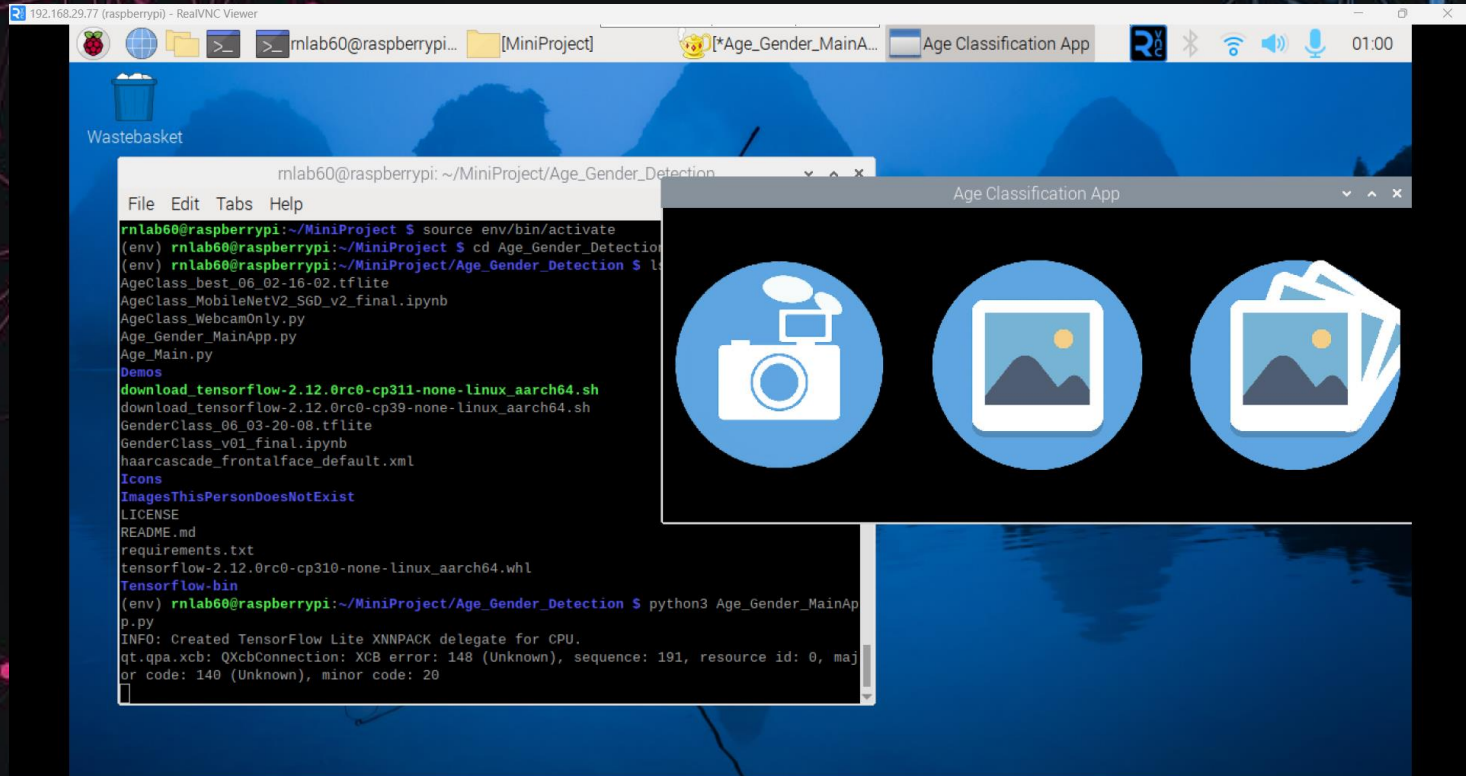 192.168.29.77 (raspberrypi) - RealVNC Viewer
rnlab60@raspberrypi... [MiniProject] [*Age_Gender_MainA... Age Classification App 01:00
Wastebasket
rnlab60@raspberrypi: ~/MiniProject/Age_Gender_Detection
File Edit Tabs Help
rnlab60@raspberrypi:~/MiniProject $ source env/bin/activate
(env) rnlab60@raspberrypi:~/MiniProject $ cd Age_Gender_Detection
(env) rnlab60@raspberrypi:~/MiniProject/Age_Gender_Detection $ ls
AgeClass_best_06_02-16-02.tflite
AgeClass_MobileNetV2_SGD_v2_final.ipynb
AgeClass_WebcamOnly.py
Age_Gender_MainApp.py
Age_Main.py
Demos
download_tensorflow-2.12.0rc0-cp311-none-linux_aarch64.sh
download_tensorflow-2.12.0rc0-cp39-none-linux_aarch64.sh
GenderClass_06_03-20-08.tflite
GenderClass_v01_final.ipynb
haarcascade_frontalface_default.xml
Icons
ImagesThisPersonDoesNotExist
LICENSE
README.md
requirements.txt
tensorflow-2.12.0rc0-cp310-none-linux_aarch64.whl
Tensorflow-bin
(env) rnlab60@raspberrypi:~/MiniProject/Age_Gender_Detection $ python3 Age_Gender_MainAp
p.py
INFO: Created TensorFlow Lite XNNPACK delegate for CPU.
qt.qpa.xcb: QXcbConnection: XCB error: 148 (Unknown), sequence: 191, resource id: 0, maj
or code: 140 (Unknown), minor code: 20
Age Classification App